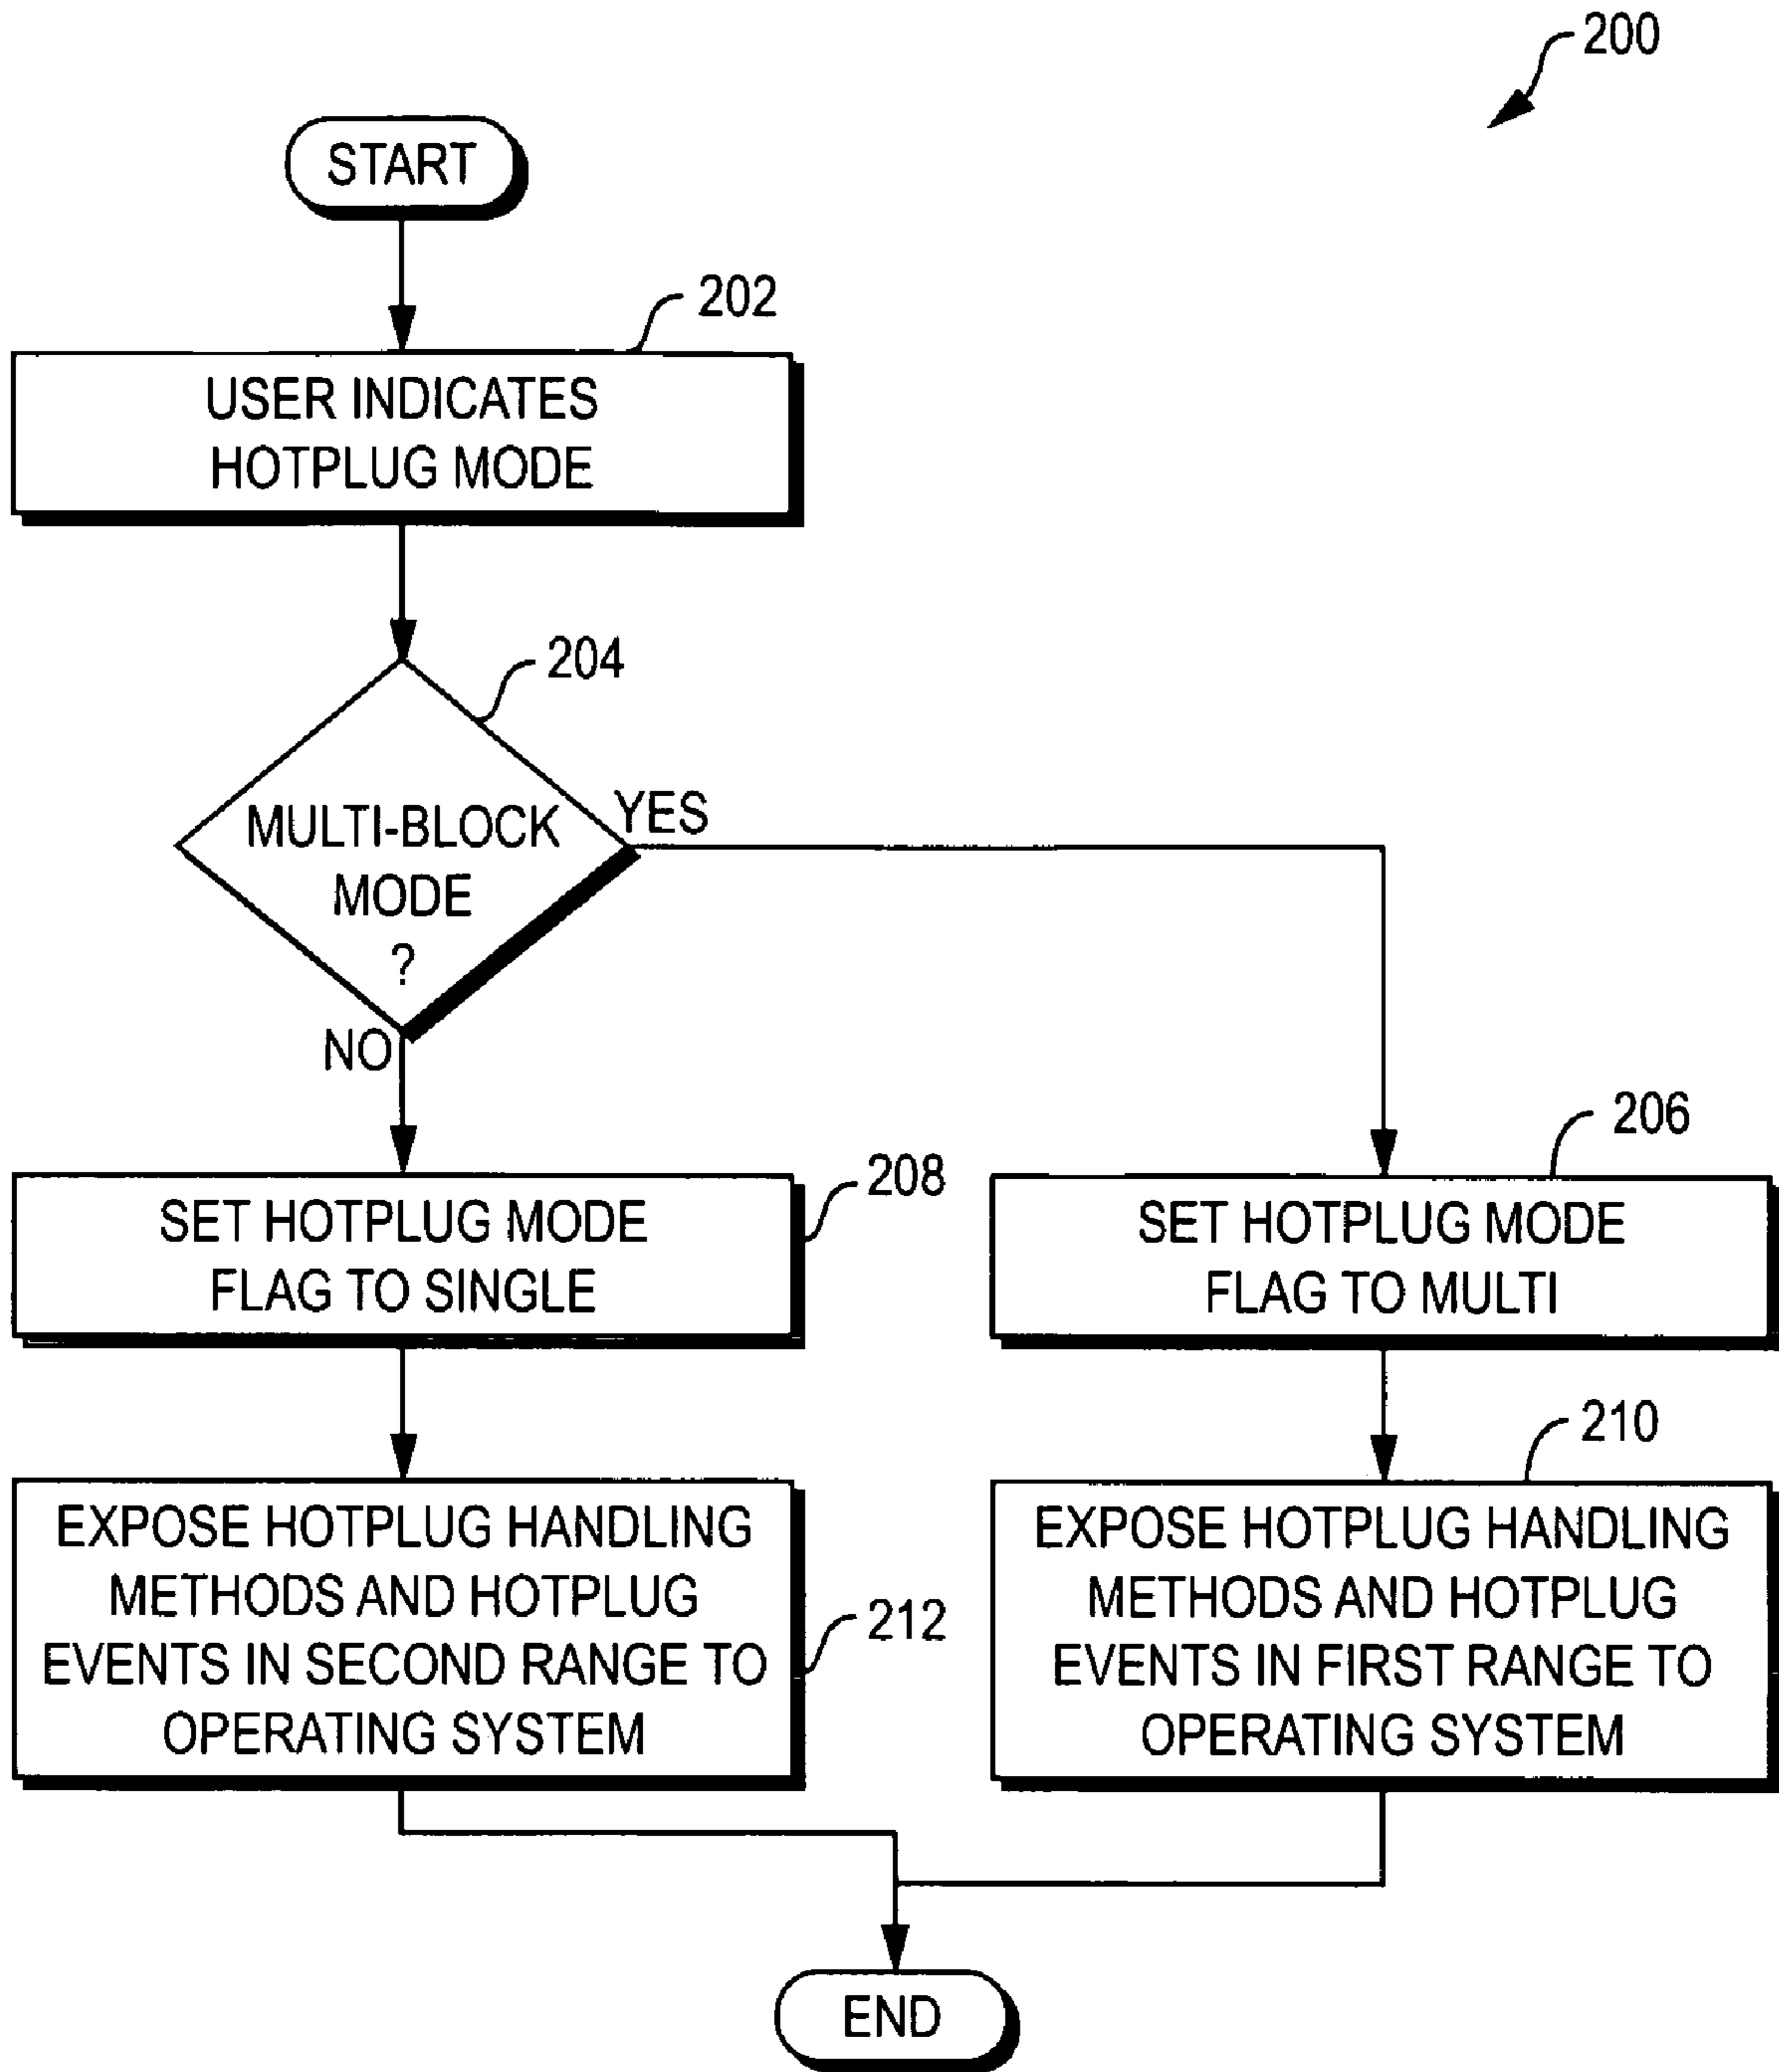 200
START
202
USER INDICATES
HOTPLUG MODE
204
MULTI-BLOCK
MODE
?
YES
NO
208
SET HOTPLUG MODE
FLAG TO SINGLE
206
SET HOTPLUG MODE
FLAG TO MULTI
212
EXPOSE HOTPLUG HANDLING
METHODS AND HOTPLUG
EVENTS IN SECOND RANGE TO
OPERATING SYSTEM
210
EXPOSE HOTPLUG HANDLING
METHODS AND HOTPLUG
EVENTS IN FIRST RANGE TO
OPERATING SYSTEM
END